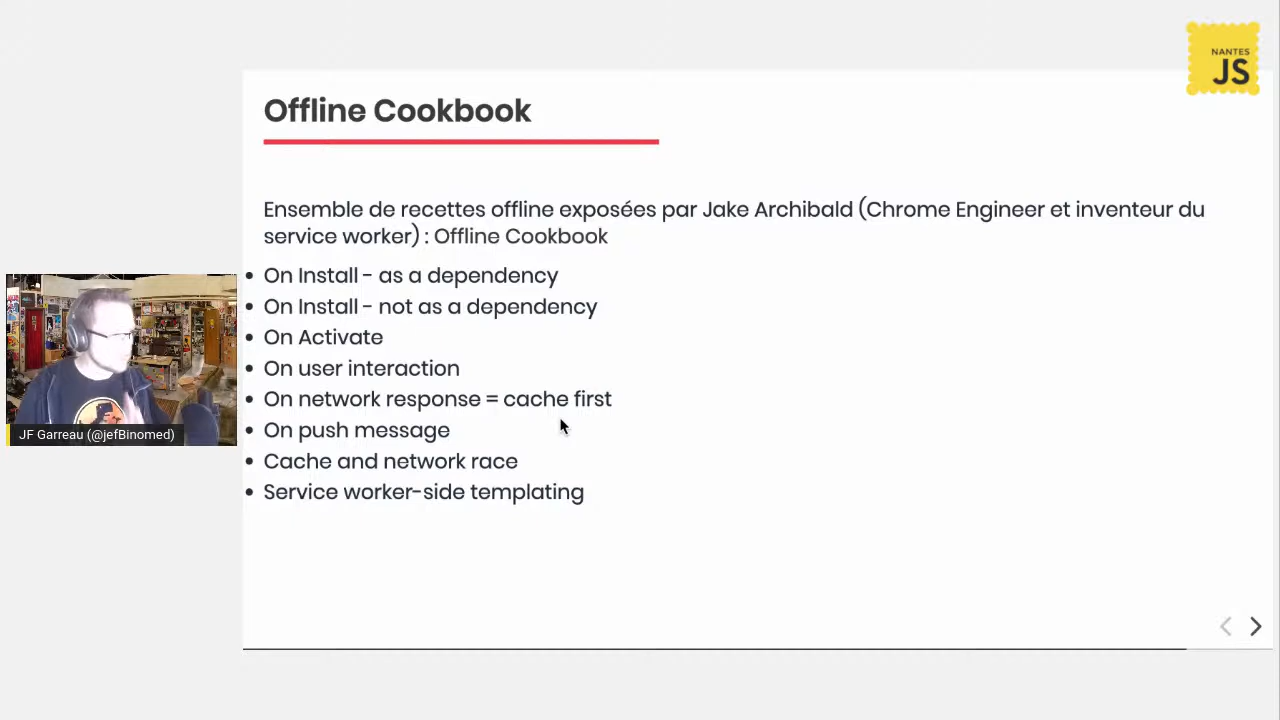 NANTES
JS
Offline Cookbook
Ensemble de recettes offline exposées par Jake Archibald (Chrome Engineer et inventeur du
service worker) : Offline Cookbook
• On Install - as a dependency
• On Install - not as a dependency
• On Activate
• On user interaction
• On network response = cache first
• On push message
• Cache and network race
• Service worker-side templating
JF Garreau (@jefBinomed)